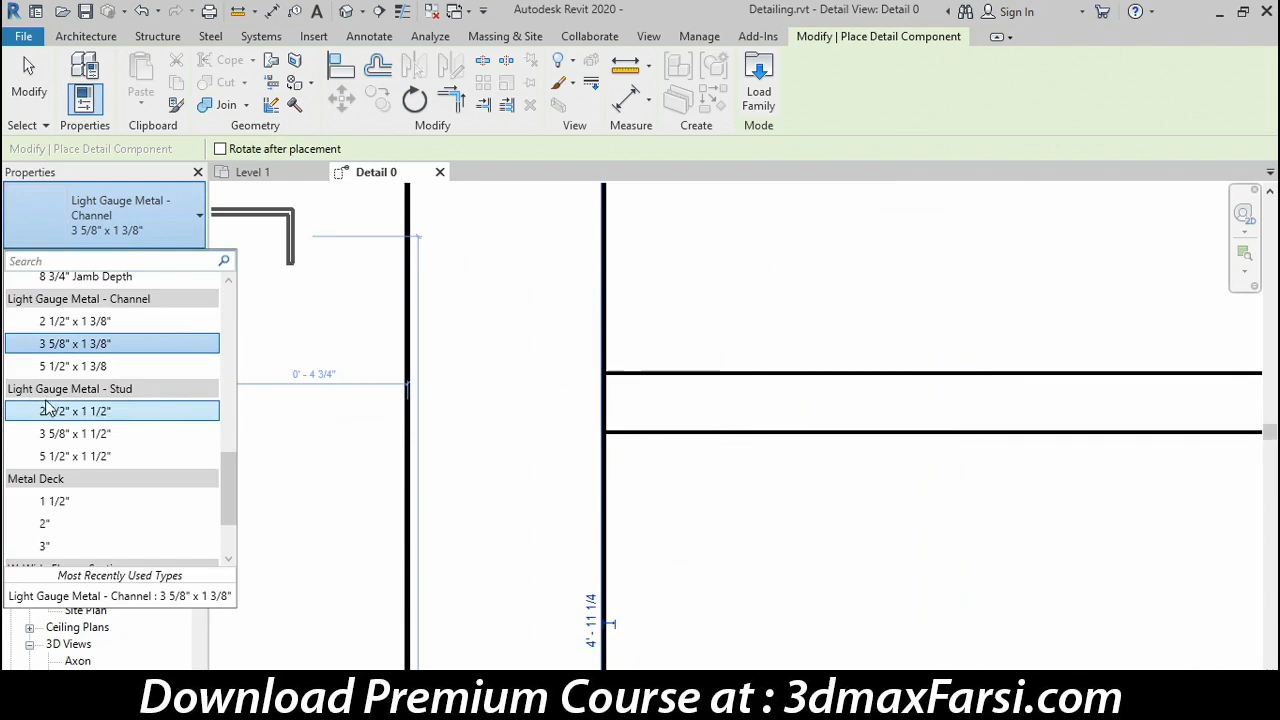 Autodesk Revit 2020 -
Detailing.rvt - Detail View: Detail 0
Sign In
File
Architecture
Structure
Steel
Systems
Insert
Annotate
Analyze
Massing & Site
Collaborate
View
Manage
Add-Ins
Modify | Place Detail Component
Modify
Paste
Cope
Cut
Join
Load
Family
Select
Properties
Clipboard
Geometry
Modify
View
Measure
Create
Mode
Modify | Place Detail Component
Rotate after placement
Properties
Level 1
Detail 0
Light Gauge Metal -
Channel
3 5/8" x 1 3/8"
Search
8 3/4" Jamb Depth
Light Gauge Metal - Channel
2 1/2" x 1 3/8"
3 5/8" x 1 3/8"
5 1/2" x 1 3/8
Light Gauge Metal - Stud
2 1/2" x 1 1/2"
3 5/8" x 1 1/2"
5 1/2" x 1 1/2"
Metal Deck
1 1/2"
2"
3"
Most Recently Used Types
Light Gauge Metal - Channel : 3 5/8" x 1 3/8"
Site Plan
Ceiling Plans
3D Views
Axon
0' - 4 3/4"
4' - 11 1/4
2D
Download Premium Course at : 3dmaxFarsi.com